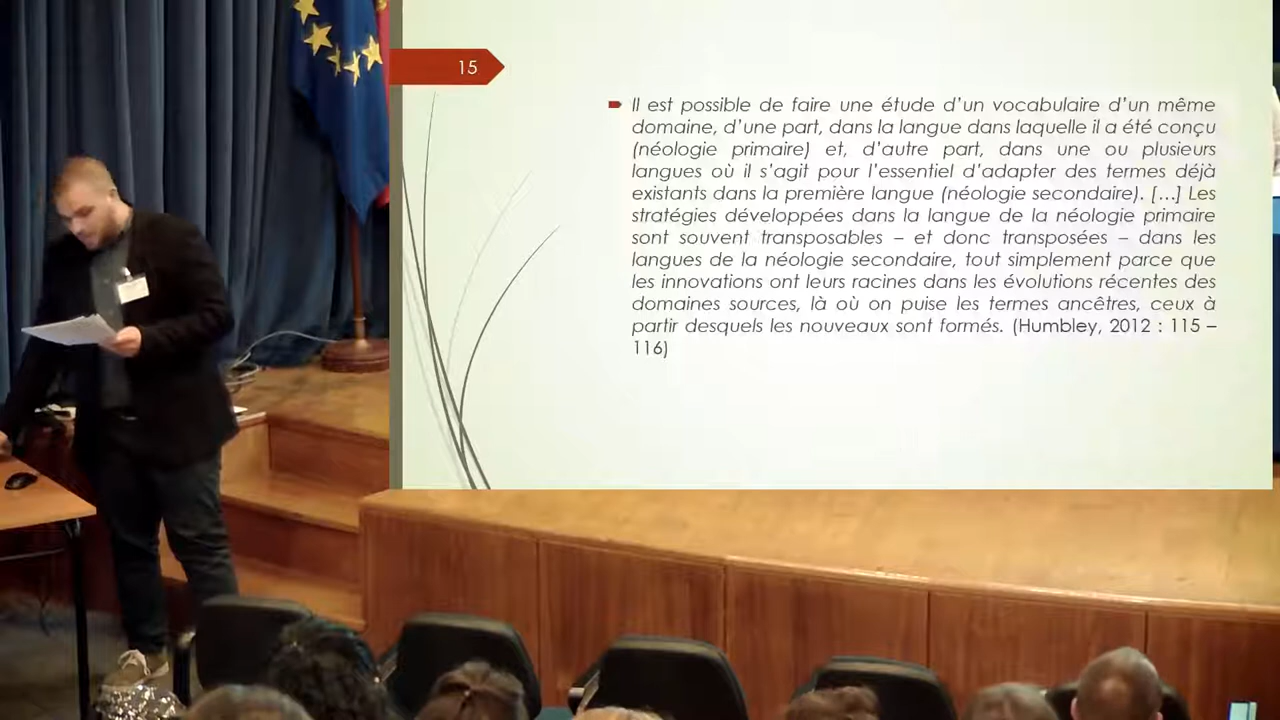 15
Il est possible de faire une étude d’un vocabulaire d’un même
domaine, d’une part, dans la langue dans laquelle il a été conçu
(néologie primaire) et, d’autre part, dans une ou plusieurs
langues où il s’agit pour l’essentiel d’adapter des termes déjà
existants dans la première langue (néologie secondaire). […] Les
stratégies développées dans la langue de la néologie primaire
sont souvent transposables – et donc transposées – dans les
langues de la néologie secondaire, tout simplement parce que
les innovations ont leurs racines dans les évolutions récentes des
domaines sources, là où on puise les termes ancêtres, ceux à
partir desquels les nouveaux sont formés. (Humbley, 2012 : 115 –
116)